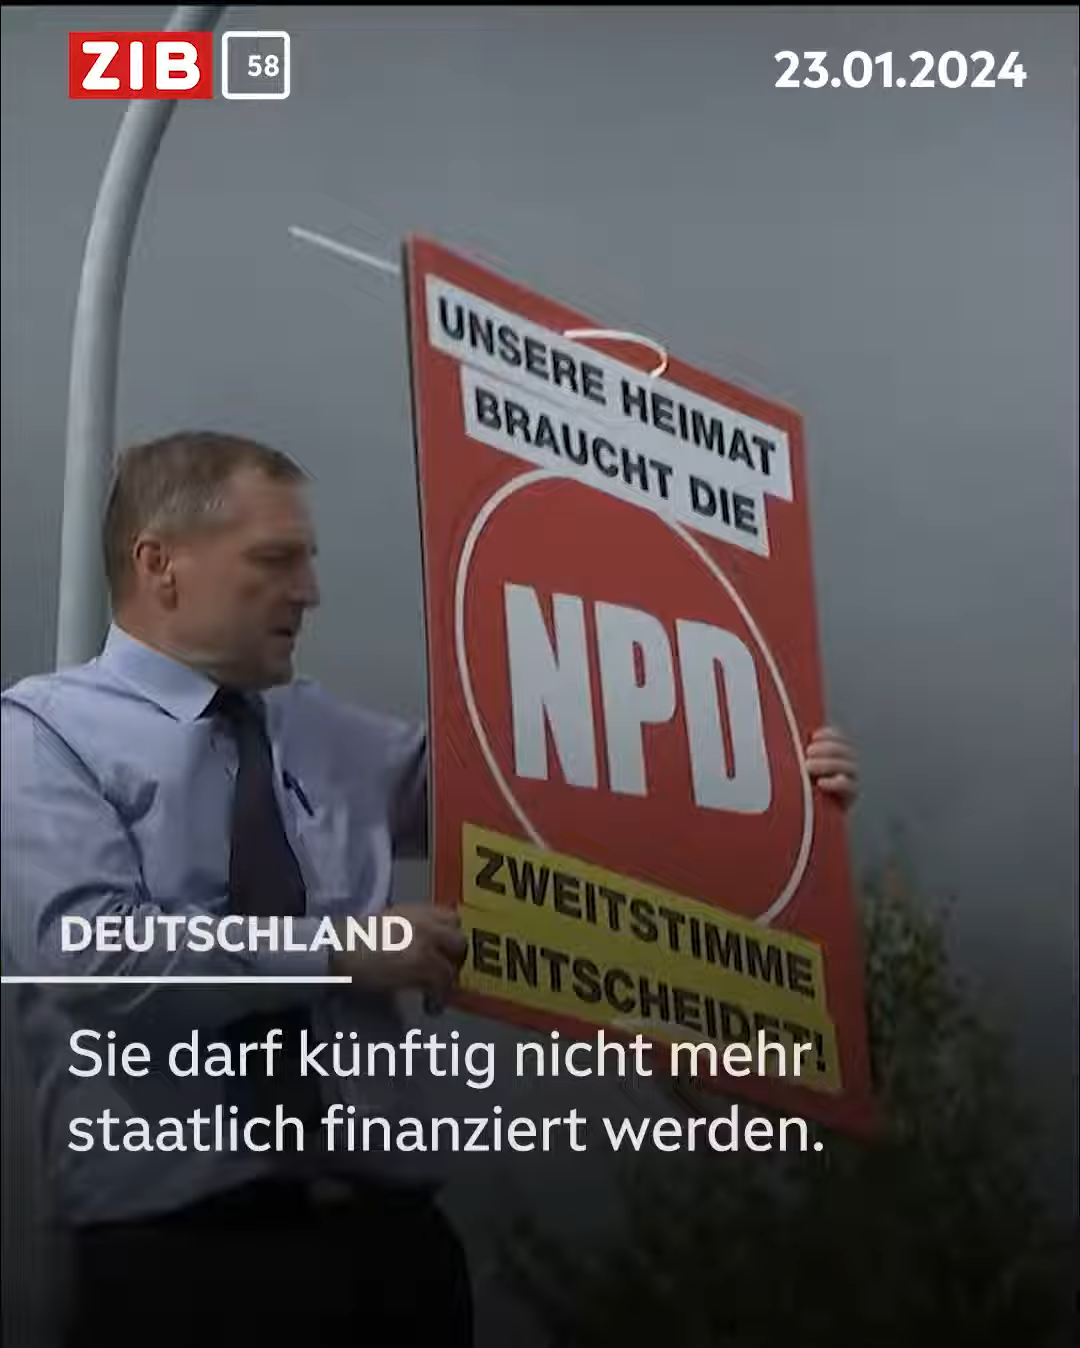 ZIB 58
23.01.2024
UNSERE HEIMAT
BRAUCHT DIE
NPD
ZWEITSTIMME
ENTSCHEIDET!
DEUTSCHLAND
Sie darf künftig nicht mehr
staatlich finanziert werden.